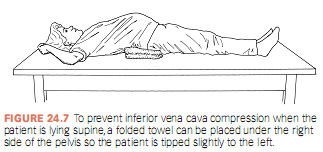 FIGURE 24.7 To prevent inferior vena cava compression when the
patient is lying supine, a folded towel can be placed under the right
side of the pelvis so the patient is tipped slightly to the left.